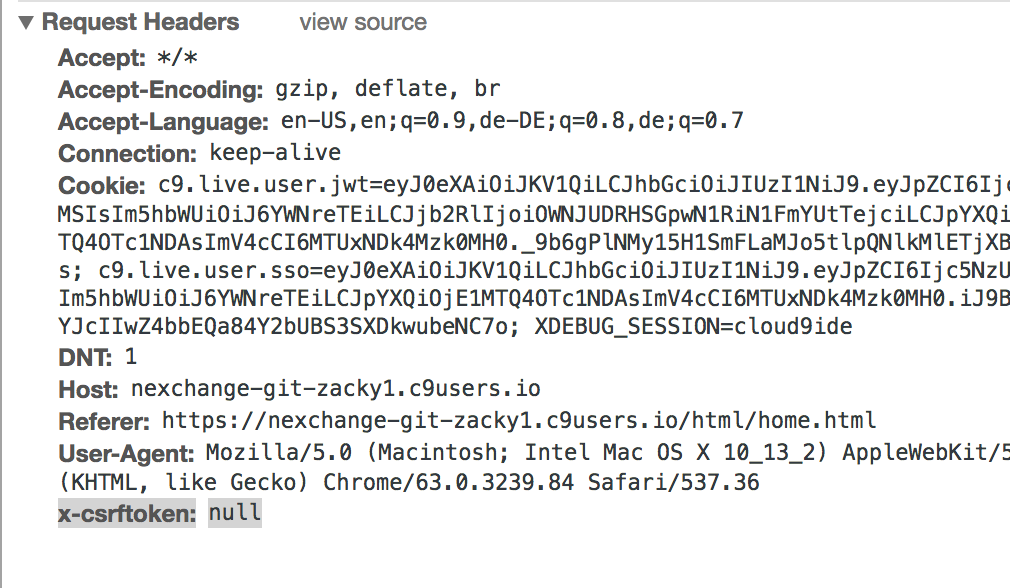 ▼ Request Headers view source
Accept: */*
Accept-Encoding: gzip, deflate, br
Accept-Language: en-US,en;q=0.9,de-DE;q=0.8,de;q=0.7
Connection: keep-alive
Cookie: c9.live.user.jwt=eyJ0eXAiOiJKV1QiLCJhbGciOiJIUzI1NiJ9.eyJpZCI6Ijc
MSIsIm5hbWUiOiJ6YWNreTEiLCJjb2RlIjoiOWNJUDRHSGpwN1RiN1FmYUtTejciLCJpYXQi
TQ4OTc1NDAsImV4cCI6MTUxNDk4Mzk0MH0._9b6gPlNMy15H1SmFLaMJo5tlpQNlkMlETjXB
s; c9.live.user.sso=eyJ0eXAiOiJKV1QiLCJhbGciOiJIUzI1NiJ9.eyJpZCI6Ijc5NzU
Im5hbWUiOiJ6YWNreTEiLCJpYXQiOjE1MTQ4OTc1NDAsImV4cCI6MTUxNDk4Mzk0MH0.iJ9B
YJcIIwZ4bbEQa84Y2bUBS3SXDkwubeNC7o; XDEBUG_SESSION=cloud9ide
DNT: 1
Host: nexchange-git-zacky1.c9users.io
Referer: https://nexchange-git-zacky1.c9users.io/html/home.html
User-Agent: Mozilla/5.0 (Macintosh; Intel Mac OS X 10_13_2) AppleWebKit/5
(KHTML, like Gecko) Chrome/63.0.3239.84 Safari/537.36
x-csrftoken: null